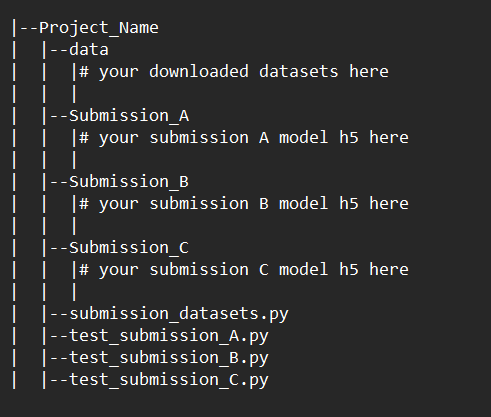 |--Project_Name
|  |--data
|  |  |# your downloaded datasets here
|  |  |
|  |--Submission_A
|  |  |# your submission A model h5 here
|  |  |
|  |--Submission_B
|  |  |# your submission B model h5 here
|  |  |
|  |--Submission_C
|  |  |# your submission C model h5 here
|  |  |
|  |--submission_datasets.py
|  |--test_submission_A.py
|  |--test_submission_B.py
|  |--test_submission_C.py